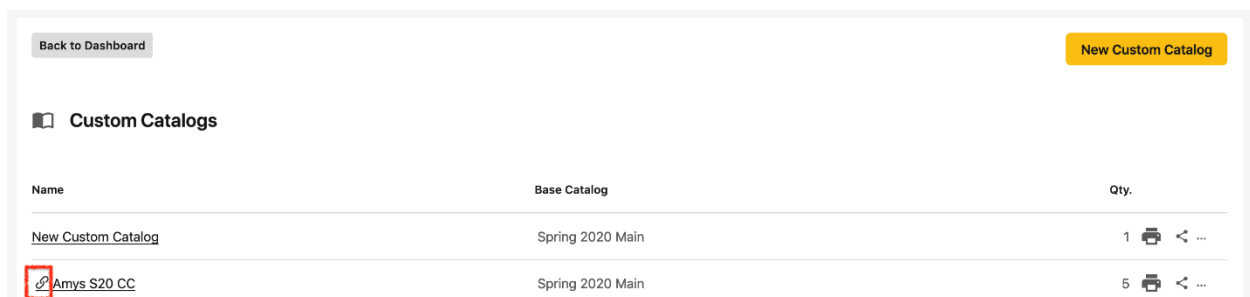 Back to Dashboard
New Custom Catalog
Custom Catalogs
Name Base Catalog Qty.
New Custom Catalog Spring 2020 Main 1 ...
Amys S20 CC Spring 2020 Main 5 ...